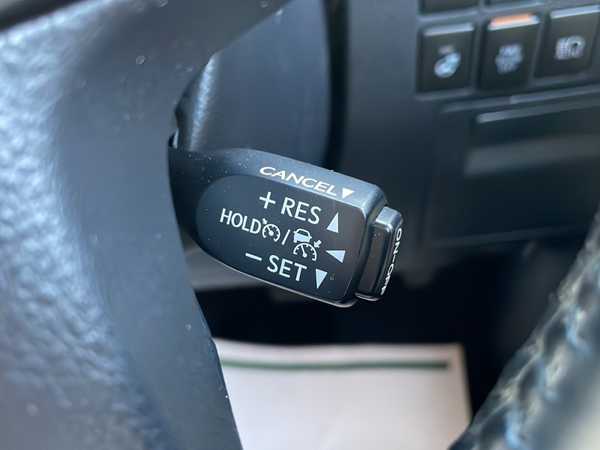 CANCEL ▼
+ RES ▲
HOLD / ◀
- SET ▼
ON-OFF